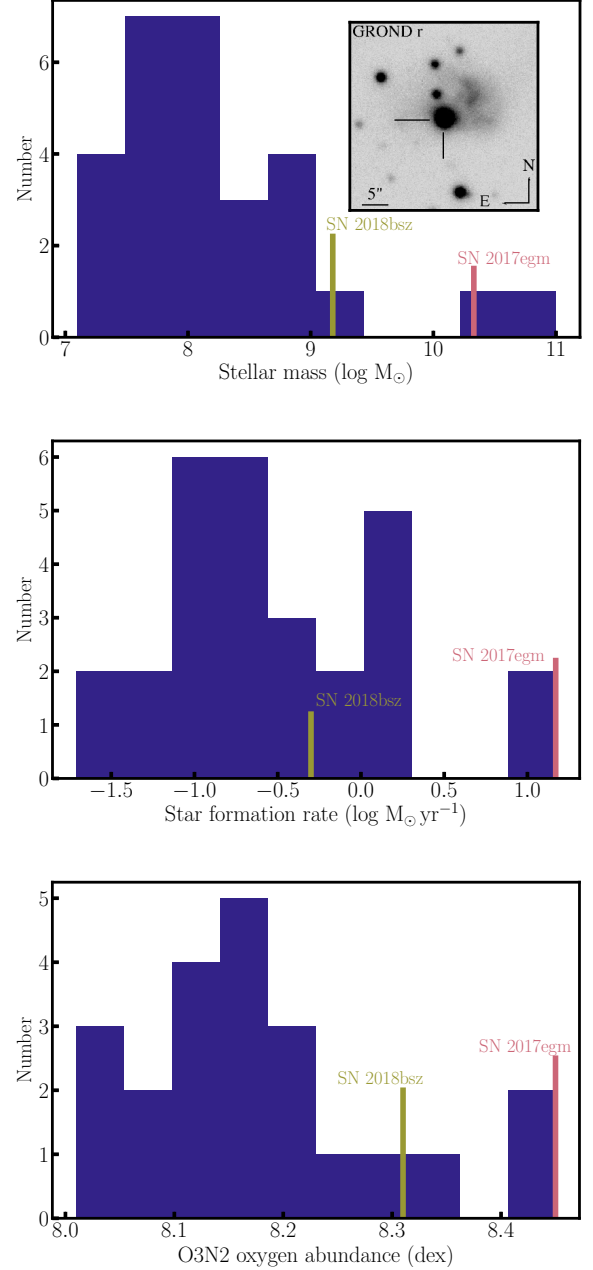 GROND r
5"
N
E
SN 2018bsz
SN 2017egm
Number
0
2
4
6
7 8 9 10 11
Stellar mass (log M⊙)
SN 2017egm
SN 2018bsz
Number
0
1
2
3
4
5
6
−1.5 −1.0 −0.5 0.0 0.5 1.0
Star formation rate (log M⊙ yr⁻¹)
SN 2017egm
SN 2018bsz
Number
0
1
2
3
4
5
8.0 8.1 8.2 8.3 8.4
O3N2 oxygen abundance (dex)